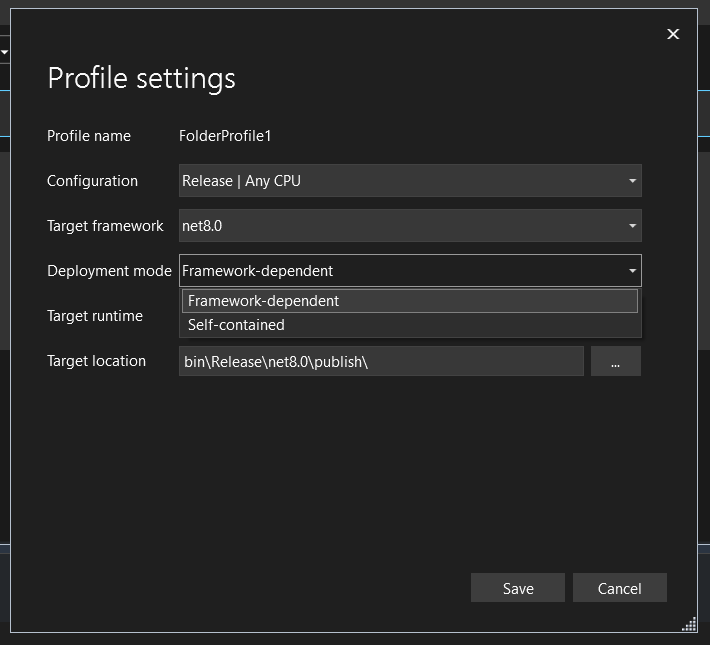 Profile settings
Profile name FolderProfile1
Configuration Release | Any CPU
Target framework net8.0
Deployment mode Framework-dependent
Framework-dependent
Target runtime
Self-contained
Target location bin\Release\net8.0\publish\ ...
Save Cancel